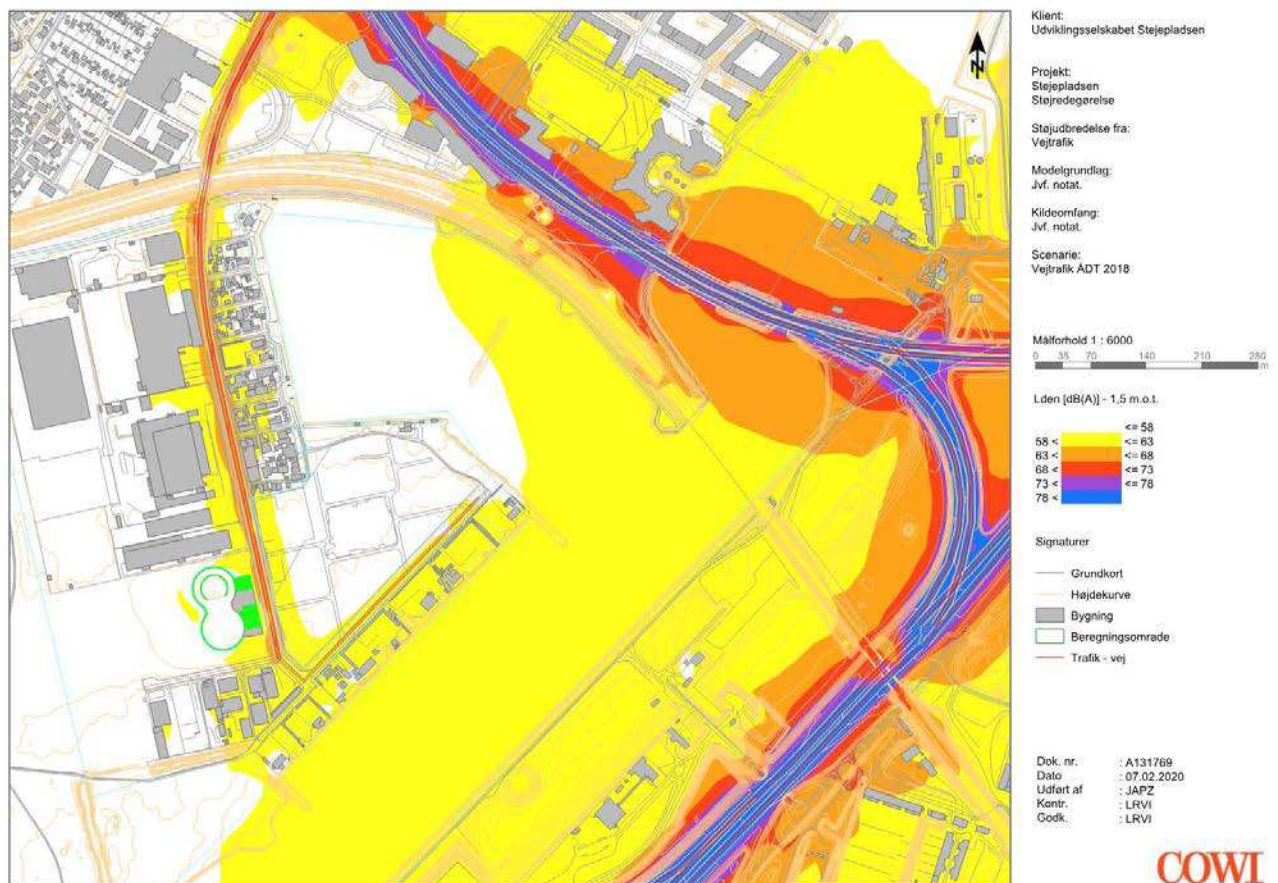 N
Klient:
Udviklingsselskabet Stejlepladsen
Projekt:
Stejlepladsen
Støjredegørelse
Støjudbredelse fra:
Vejtrafik
Modelgrundlag:
Jvf. notat.
Kildeomfang:
Jvf. notat.
Scenarie:
Vejtrafik ÅDT 2018
Målforhold 1 : 6000
0 35 70 140 210 280
m
Lden [dB(A)] - 1,5 m.o.t.
<= 58
58 < <= 63
63 < <= 68
68 < <= 73
73 < <= 78
78 <
Signaturer
Grundkort
Højdekurve
Bygning
Beregningsområde
Trafik - vej
Dok. nr. : A131769
Dato : 07.02.2020
Udført af : JAPZ
Kontr. : LRVI
Godk. : LRVI
COWI